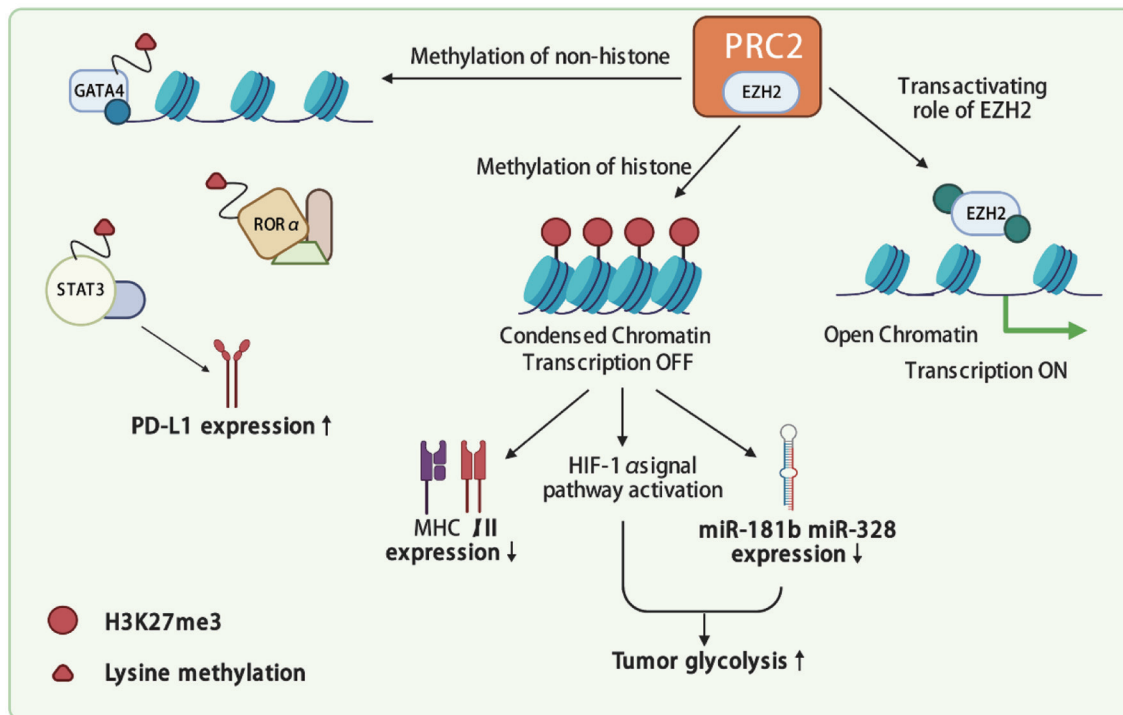 PRC2
EZH2
Methylation of non-histone
GATA4
Transactivating
role of EZH2
Methylation of histone
ROR α
EZH2
STAT3
Condensed Chromatin
Transcription OFF
Open Chromatin
Transcription ON
PD-L1 expression ↑
HIF-1 αsignal
pathway activation
MHC I II
expression ↓
miR-181b miR-328
expression ↓
H3K27me3
Lysine methylation
Tumor glycolysis ↑